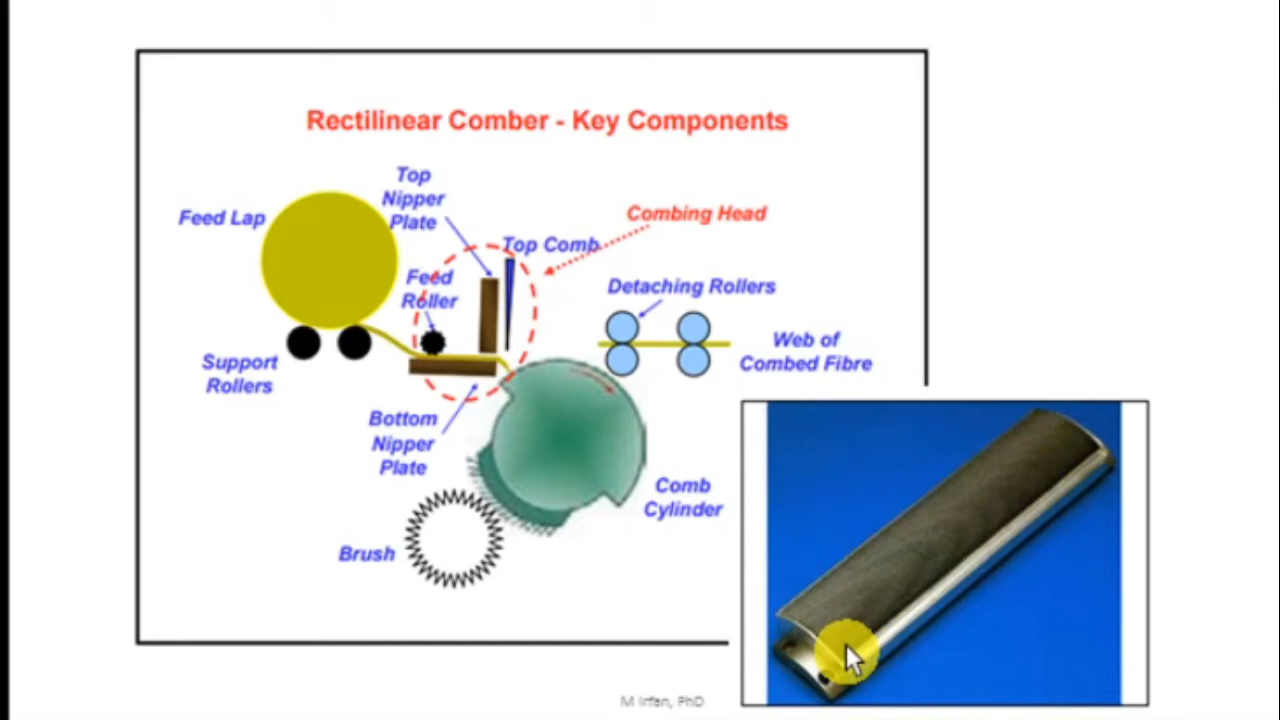 Rectilinear Comber - Key Components
Top
Nipper
Plate
Feed Lap
Combing Head
Top Comb
Feed
Roller
Detaching Rollers
Web of
Combed Fibre
Support
Rollers
Bottom
Nipper
Plate
Comb
Cylinder
Brush
M Irfan, PhD